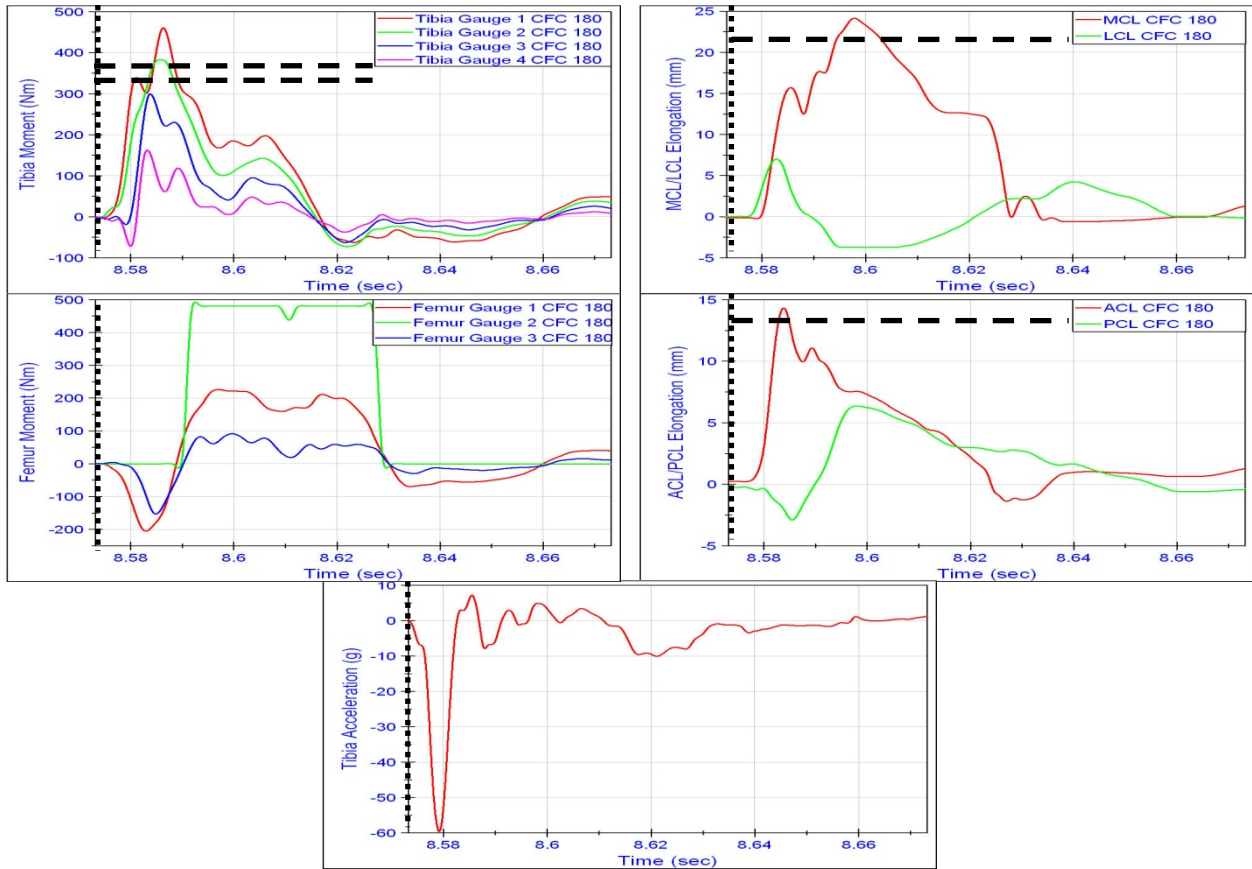 500
400
300
200
100
0
-100
Tibia Moment (Nm)
Tibia Gauge 1 CFC 180
Tibia Gauge 2 CFC 180
Tibia Gauge 3 CFC 180
Tibia Gauge 4 CFC 180
8.58 8.6 8.62 8.64 8.66
Time (sec)
25
20
15
10
5
0
-5
MCL/LCL Elongation (mm)
MCL CFC 180
LCL CFC 180
8.58 8.6 8.62 8.64 8.66
Time (sec)
500
400
300
200
100
0
-100
-200
Femur Moment (Nm)
Femur Gauge 1 CFC 180
Femur Gauge 2 CFC 180
Femur Gauge 3 CFC 180
8.58 8.6 8.62 8.64 8.66
Time (sec)
15
10
5
0
-5
ACL/PCL Elongation (mm)
ACL CFC 180
PCL CFC 180
8.58 8.6 8.62 8.64 8.66
Time (sec)
10
0
-10
-20
-30
-40
-50
-60
Tibia Acceleration (g)
8.58 8.6 8.62 8.64 8.66
Time (sec)